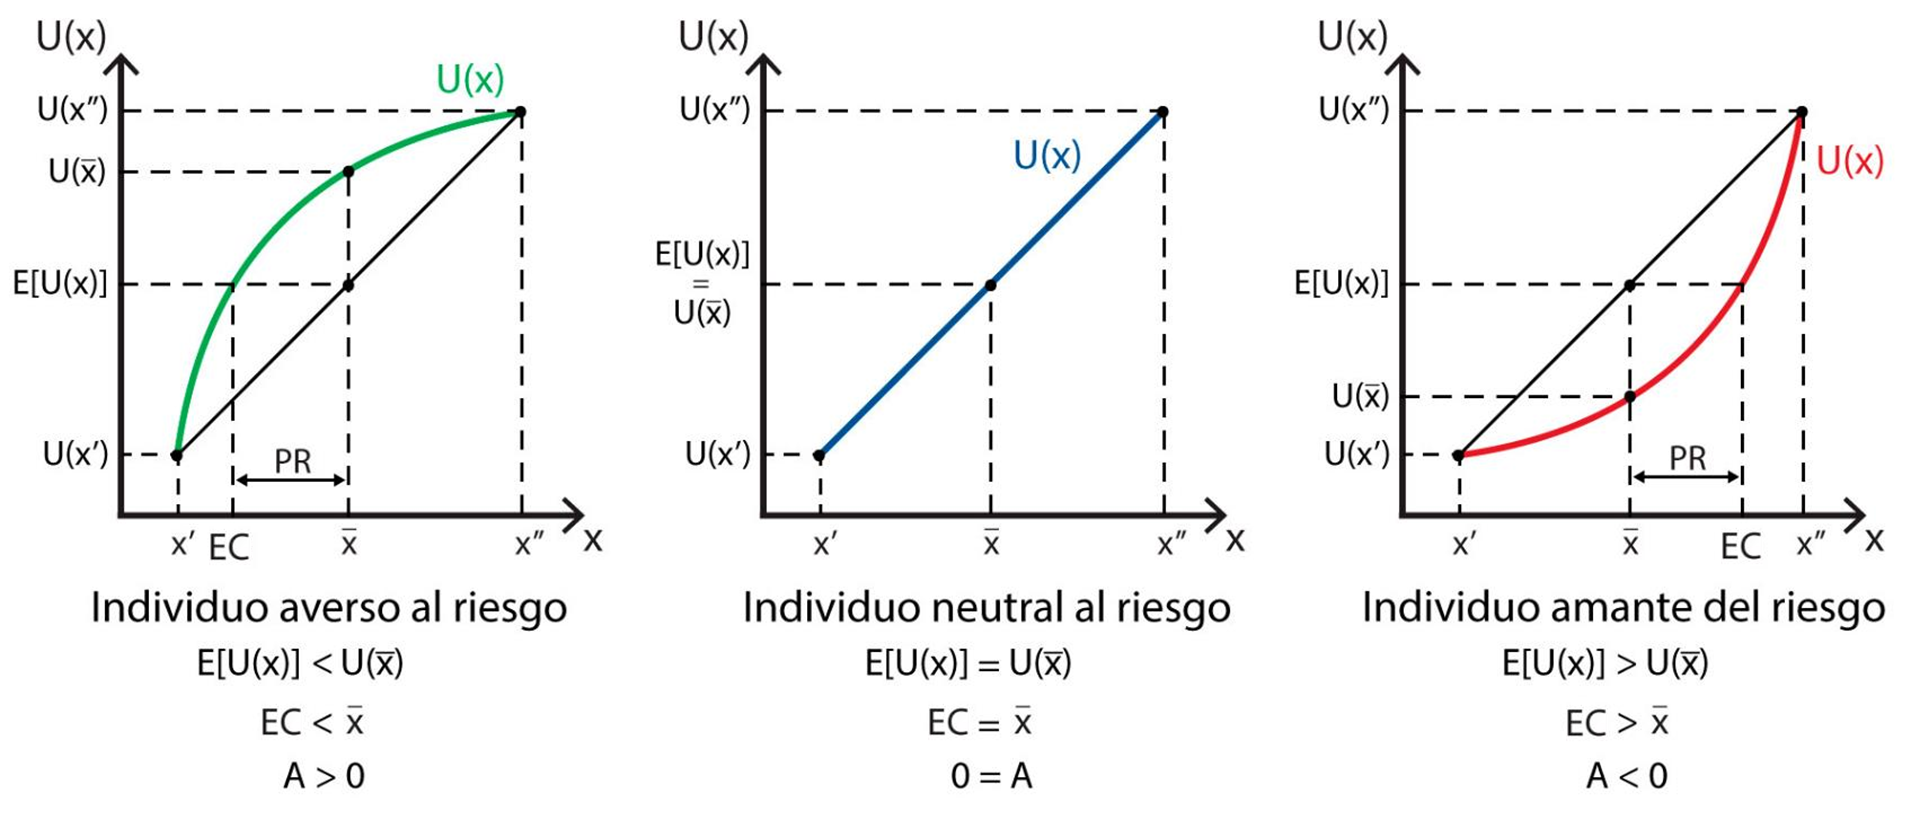 U(x)
U(x)
U(x″)
U(x̅)
E[U(x)]
U(x′)
PR
x′ EC x̅ x″ x
Individuo averso al riesgo
E[U(x)] < U(x̅)
EC < x̅
A > 0
U(x)
U(x″)
U(x)
E[U(x)]
=
U(x̅)
U(x′)
x′ x̅ x″ x
Individuo neutral al riesgo
E[U(x)] = U(x̅)
EC = x̅
0 = A
U(x)
U(x″)
U(x)
E[U(x)]
U(x̅)
U(x′)
PR
x′ x̅ EC x″ x
Individuo amante del riesgo
E[U(x)] > U(x̅)
EC > x̅
A < 0